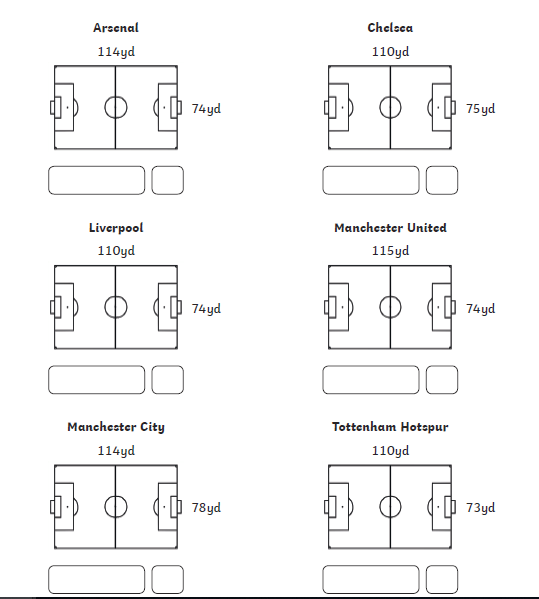 Arsenal
114yd
74yd
Chelsea
110yd
75yd
Liverpool
110yd
74yd
Manchester United
115yd
74yd
Manchester City
114yd
78yd
Tottenham Hotspur
110yd
73yd